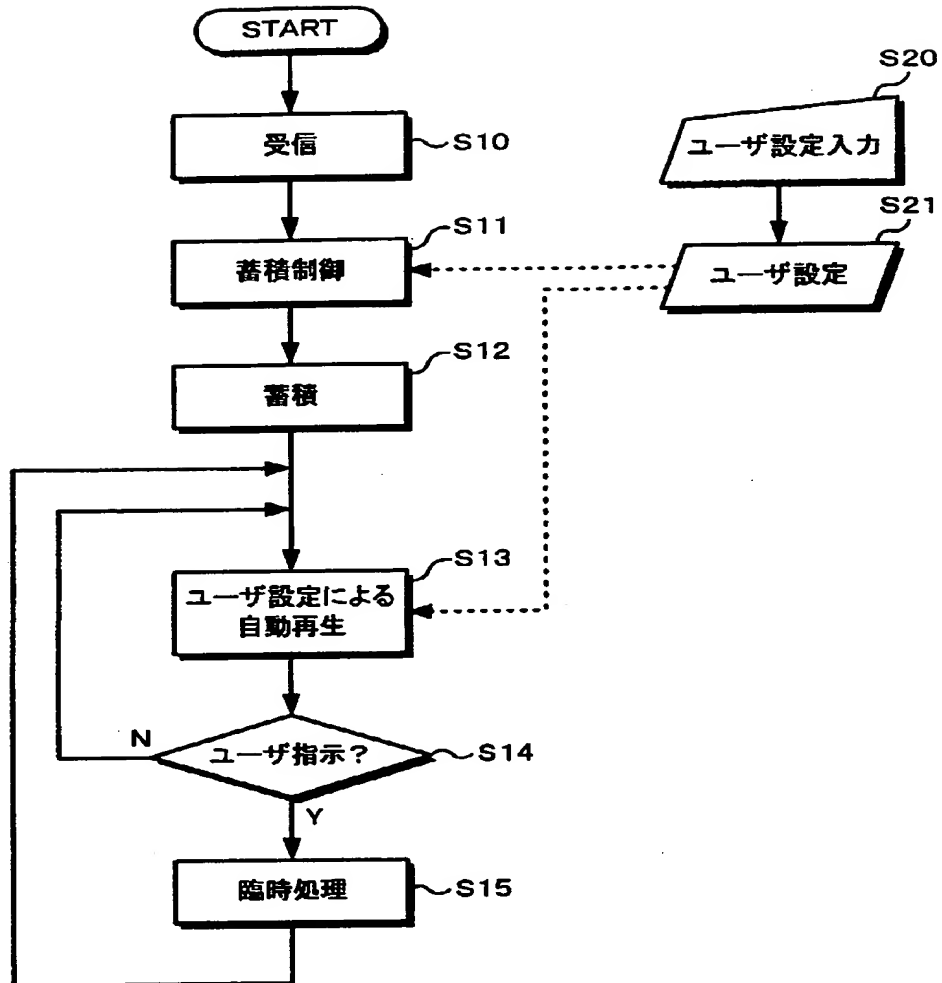 START
受信
S10
蓄積制御
S11
蓄積
S12
ユーザ設定による
自動再生
S13
ユーザ指示？
S14
N
Y
臨時処理
S15
S20
ユーザ設定入力
S21
ユーザ設定